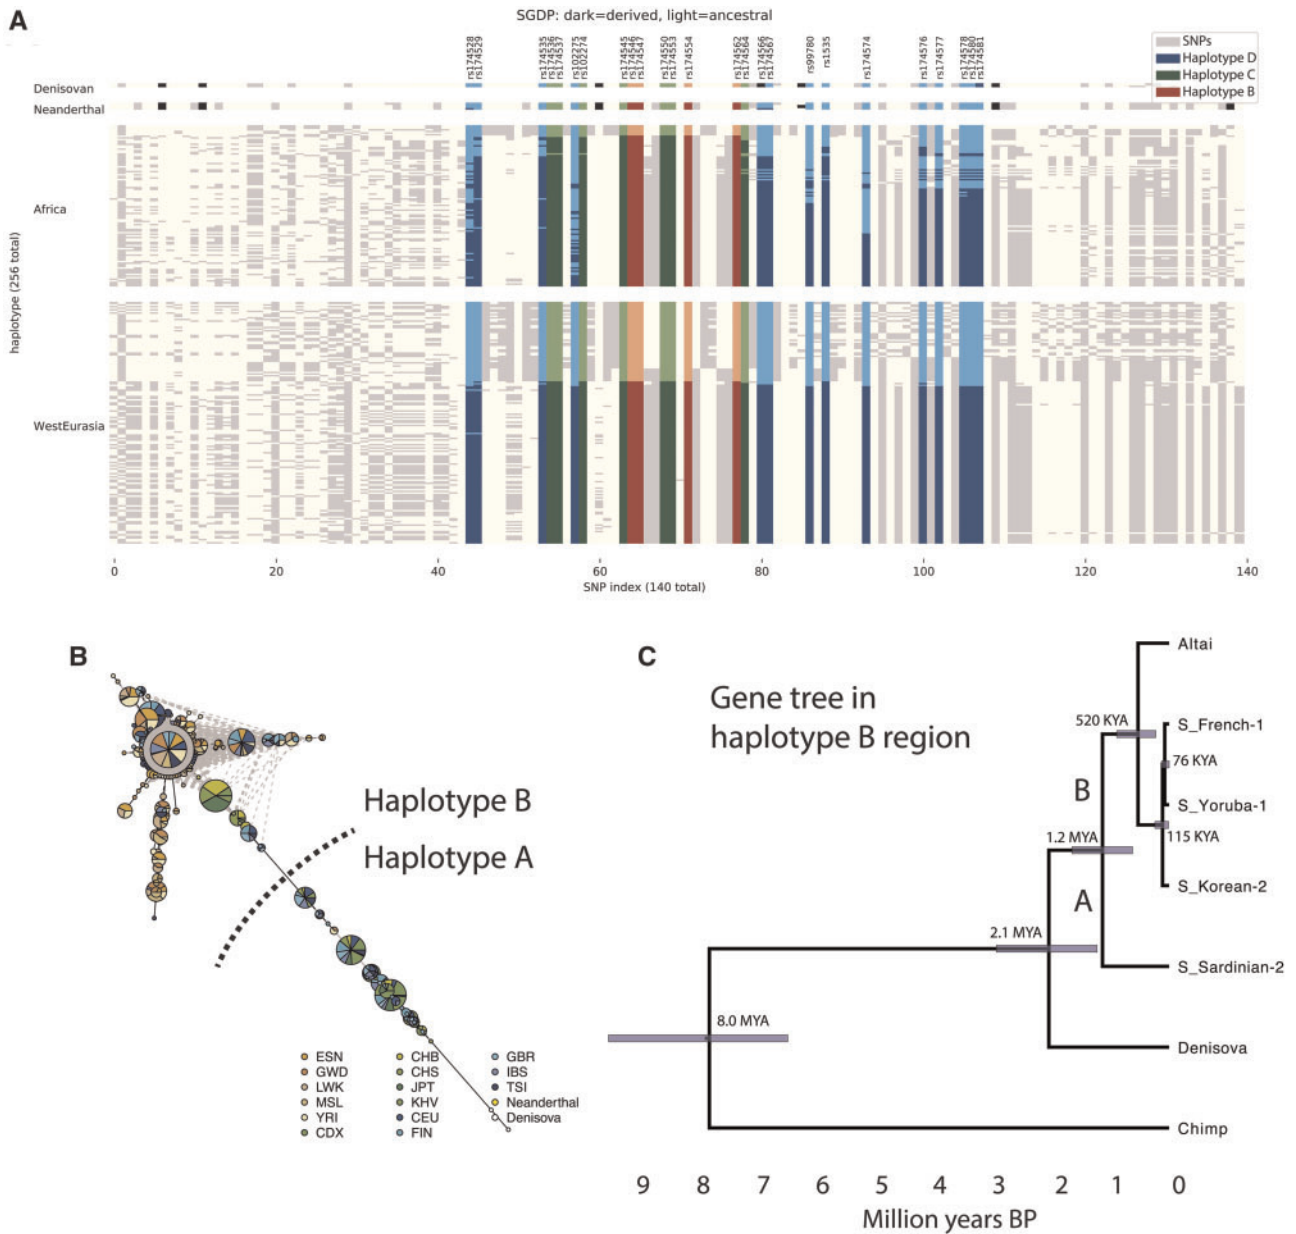 A
SGDP: dark=derived, light=ancestral
rs174528
rs174529
rs174535
rs174536
rs174537
rs102275
rs102274
rs174545
rs174546
rs174547
rs174550
rs174553
rs174554
rs174562
rs174564
rs174566
rs174567
rs99780
rs1535
rs174574
rs174576
rs174577
rs174578
rs174580
rs174581
SNPs
Haplotype D
Haplotype C
Haplotype B
Denisovan
Neanderthal
Africa
WestEurasia
haplotype (256 total)
0 20 40 60 80 100 120 140
SNP index (140 total)
B
Haplotype B
Haplotype A
ESN CHB GBR
GWD CHS IBS
LWK JPT TSI
MSL KHV Neanderthal
YRI CEU Denisova
CDX FIN
C
Gene tree in
haplotype B region
Altai
520 KYA
S_French-1
76 KYA
B
S_Yoruba-1
1.2 MYA
115 KYA
S_Korean-2
A
2.1 MYA
S_Sardinian-2
8.0 MYA
Denisova
Chimp
9 8 7 6 5 4 3 2 1 0
Million years BP